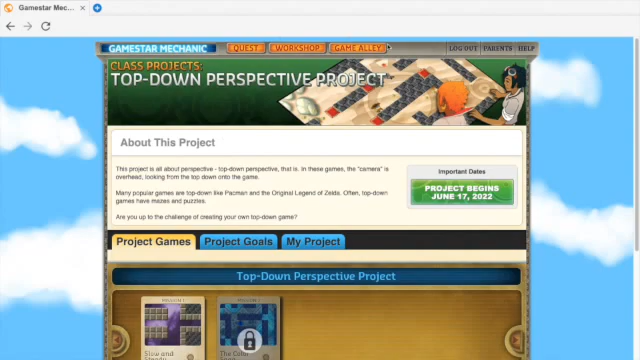 Gamestar Mec...
GAMESTAR MECHANIC
QUEST
WORKSHOP
GAME ALLEY
LOG OUT
PARENTS
HELP
CLASS PROJECTS:
TOP-DOWN PERSPECTIVE PROJECT
About This Project
This project is all about perspective - top-down perspective, that is. In these games, the "camera" is
overhead, looking from the top down onto the game.
Many popular games are top-down like Pacman and the Original Legend of Zelda. Often, top-down
games have mazes and puzzles.
Are you up to the challenge of creating your own top-down game?
Important Dates
PROJECT BEGINS
JUNE 17, 2022
Project Games
Project Goals
My Project
Top-Down Perspective Project
MISSION 1
Slow and
Steady
The Color